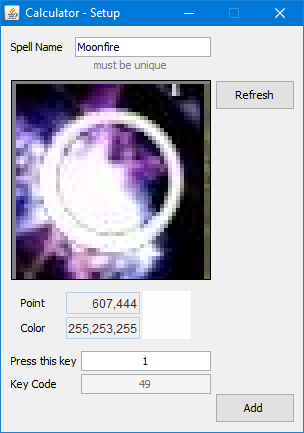 Calculator - Setup
Spell Name Moonfire
must be unique
Refresh
Point 607,444
Color 255,253,255
Press this key 1
Key Code 49
Add